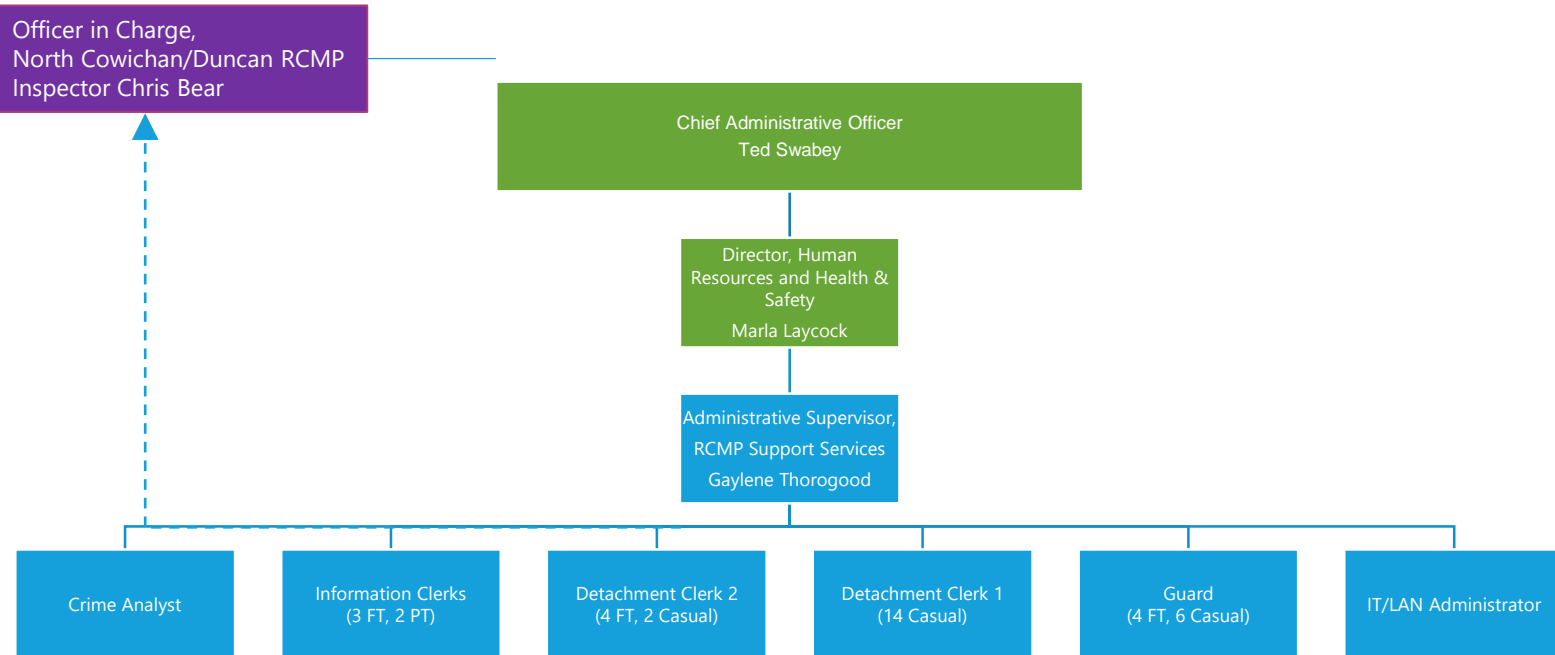 Officer in Charge,
North Cowichan/Duncan RCMP
Inspector Chris Bear
Chief Administrative Officer
Ted Swabey
Director, Human
Resources and Health &
Safety
Marla Laycock
Administrative Supervisor,
RCMP Support Services
Gaylene Thorogood
Crime Analyst
Information Clerks
(3 FT, 2 PT)
Detachment Clerk 2
(4 FT, 2 Casual)
Detachment Clerk 1
(14 Casual)
Guard
(4 FT, 6 Casual)
IT/LAN Administrator